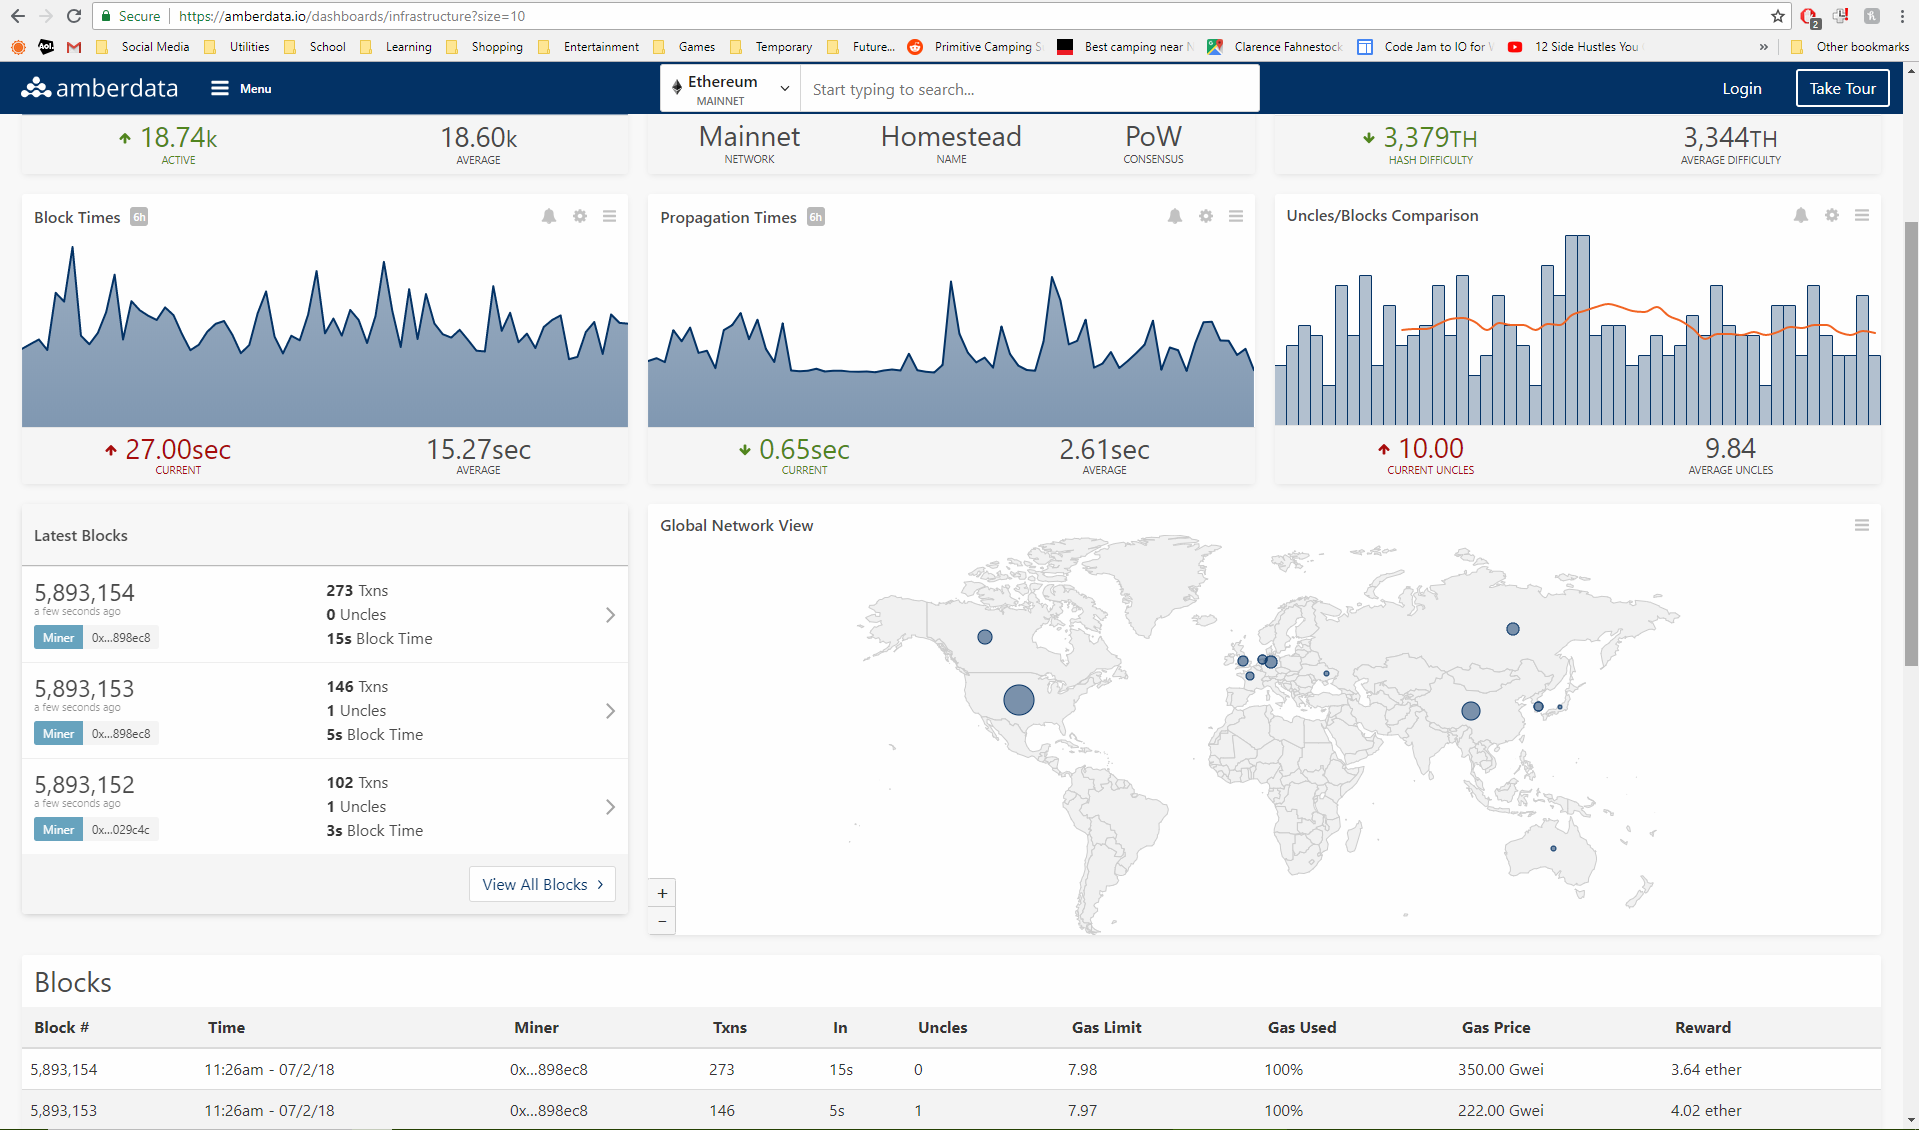 Secure https://amberdata.io/dashboards/infrastructure?size=10 2
Aol. Social Media Utilities School Learning Shopping Entertainment Games Temporary Future... Primitive Camping Best camping near Clarence Fahnestock Code Jam to IO for 12 Side Hustles You » Other bookmarks
amberdata Menu Ethereum MAINNET Start typing to search... Login Take Tour
18.74k 18.60k Mainnet Homestead PoW 3,379TH 3,344TH
ACTIVE AVERAGE NETWORK NAME CONSENSUS HASH DIFFICULTY AVERAGE DIFFICULTY
Block Times 6h Propagation Times 6h Uncles/Blocks Comparison
27.00sec 15.27sec 0.65sec 2.61sec 10.00 9.84
CURRENT AVERAGE CURRENT AVERAGE CURRENT UNCLES AVERAGE UNCLES
Latest Blocks
5,893,154
a few seconds ago
Miner 0x...898ec8
273 Txns
0 Uncles
15s Block Time
5,893,153
a few seconds ago
Miner 0x...898ec8
146 Txns
1 Uncles
5s Block Time
5,893,152
a few seconds ago
Miner 0x...029c4c
102 Txns
1 Uncles
3s Block Time
View All Blocks
Global Network View
+
−
Blocks
Block # Time Miner Txns In Uncles Gas Limit Gas Used Gas Price Reward
5,893,154 11:26am - 07/2/18 0x...898ec8 273 15s 0 7.98 100% 350.00 Gwei 3.64 ether
5,893,153 11:26am - 07/2/18 0x...898ec8 146 5s 1 7.97 100% 222.00 Gwei 4.02 ether